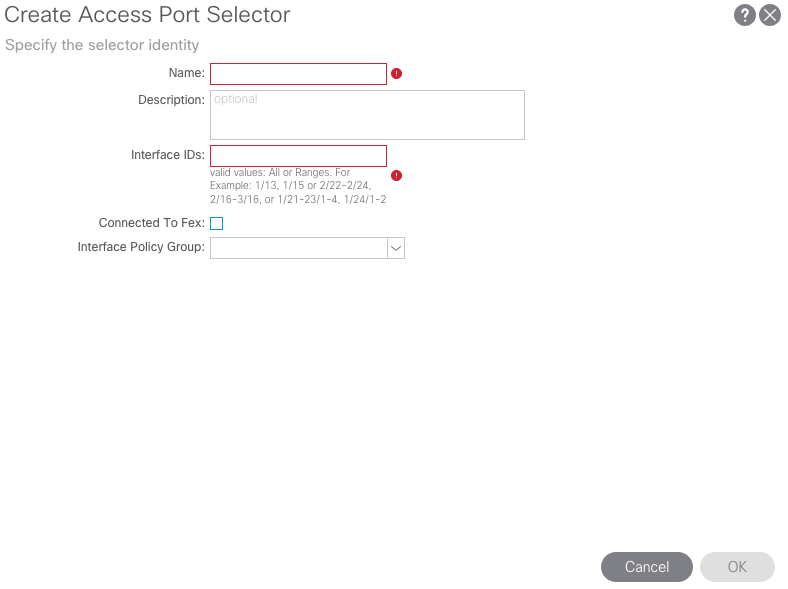 Create Access Port Selector
?
Specify the selector identity
Name:
!
Description:
optional
Interface IDs:
!
valid values: All or Ranges. For
Example: 1/13, 1/15 or 2/22-2/24,
2/16-3/16, or 1/21-23/1-4, 1/24/1-2
Connected To Fex:
Interface Policy Group:
Cancel
OK